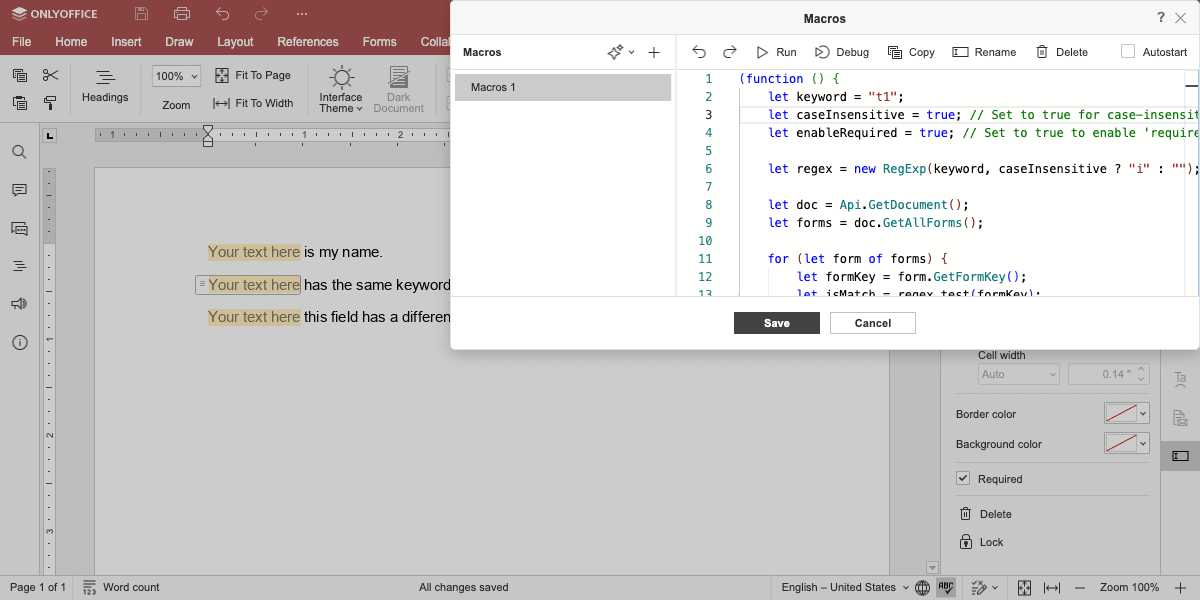 ONLYOFFICE
File Home Insert Draw Layout References Forms
Headings
100%
Zoom
Fit To Page
Fit To Width
Interface
Theme
Dark
Document
Your text here is my name.
Your text here has the same keyword
Your text here
this field has a
Macros
?
Macros
Run Debug Copy Rename Delete Autostart
Macros 1
1 (function () {
2 let keyword = "t1";
3 let caseInsensitive = true; // Set to true for
4 let enableRequired = true; // Set to true to enable
5
6 let regex = new RegExp(keyword, caseInsensitive ? "i" : "");
7
8 let doc = Api.GetDocument();
9 let forms = doc.GetAllForms();
10
11 for (let form of forms) {
12 let formKey = form.GetFormKey();
13 let isMatch = regex.test(formKey);
Save Cancel
Cell width
Auto 0.14 "
Border color
Background color
Required
Delete
Lock
Page 1 of 1 Word count All changes saved English – United States Zoom 100%